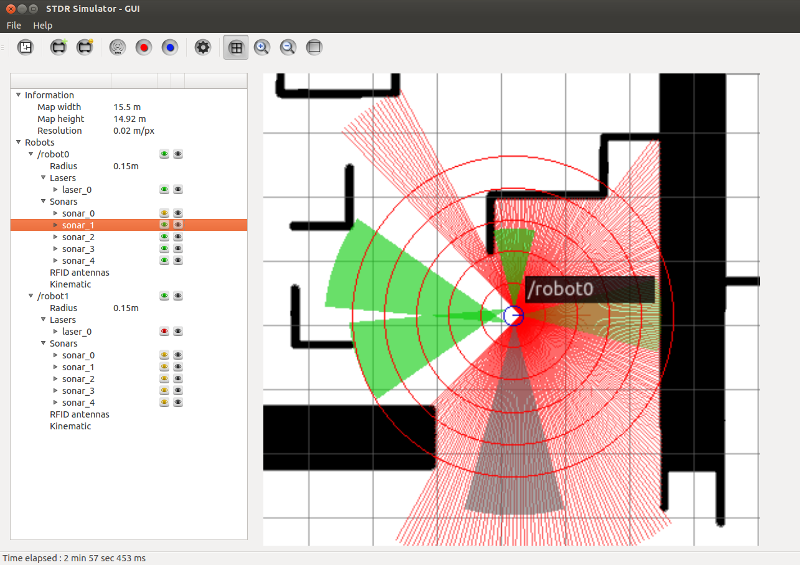 STDR Simulator - GUI
File Help
Information
Map width 15.5 m
Map height 14.92 m
Resolution 0.02 m/px
Robots
/robot0
Radius 0.15m
Lasers
laser_0
Sonars
sonar_0
sonar_1
sonar_2
sonar_3
sonar_4
RFID antennas
Kinematic
/robot1
Radius 0.15m
Lasers
laser_0
Sonars
sonar_0
sonar_1
sonar_2
sonar_3
sonar_4
RFID antennas
Kinematic
/robot0
Time elapsed : 2 min 57 sec 453 ms